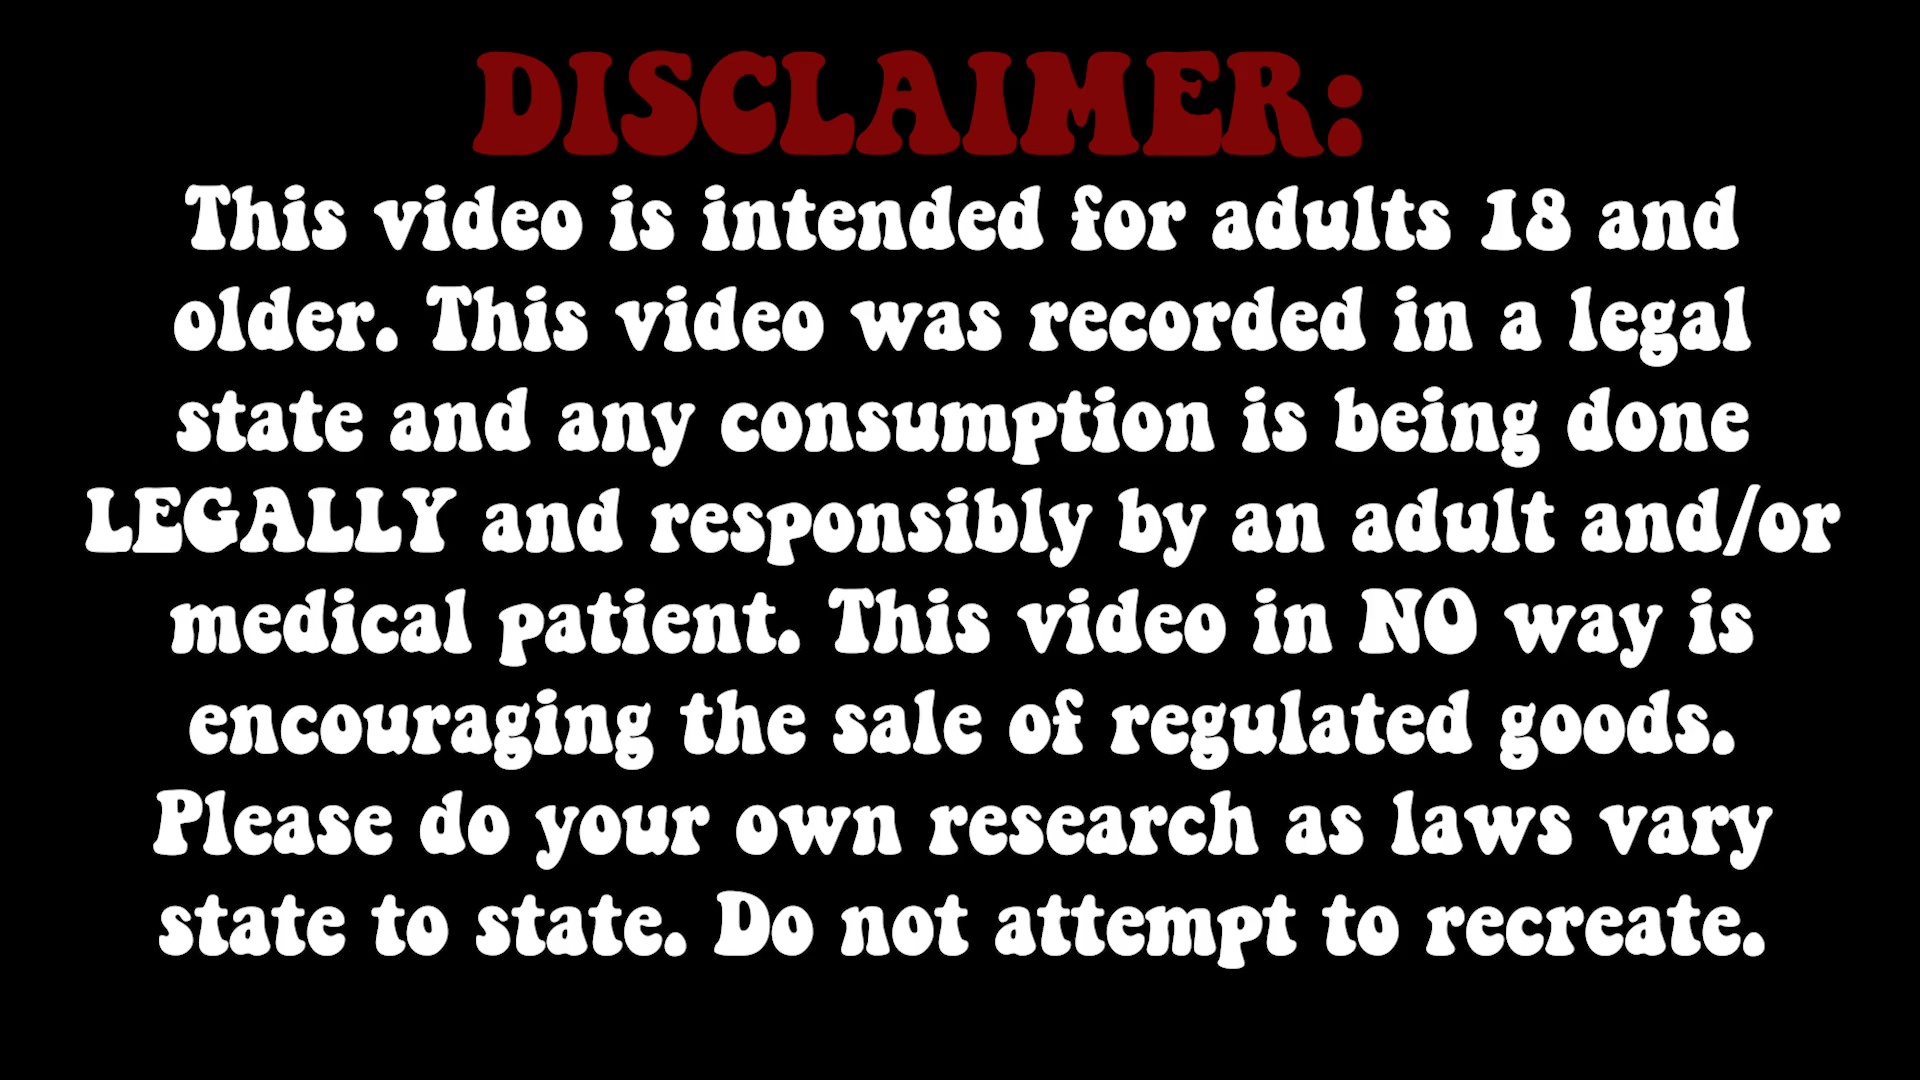 DISCLAIMER:
This video is intended for adults 18 and
older. This video was recorded in a legal
state and any consumption is being done
LEGALLY and responsibly by an adult and/or
medical patient. This video in NO way is
encouraging the sale of regulated goods.
Please do your own research as laws vary
state to state. Do not attempt to recreate.